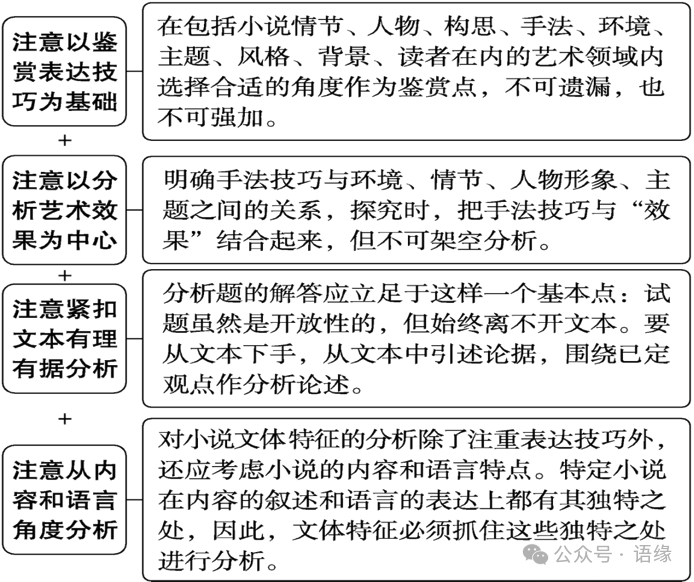 注意以鉴
赏表达技
巧为基础
在包括小说情节、人物、构思、手法、环境、
主题、风格、背景、读者在内的艺术领域内
选择合适的角度作为鉴赏点，不可遗漏，也
不可强加。
+
注意以分
析艺术效
果为中心
明确手法技巧与环境、情节、人物形象、主
题之间的关系，探究时，把手法技巧与“效
果”结合起来，但不可架空分析。
+
注意紧扣
文本有理
有据分析
分析题的解答应立足于这样一个基本点：试
题虽然是开放性的，但始终离不开文本。要
从文本下手，从文本中引述论据，围绕已定
观点作分析论述。
+
注意从内
容和语言
角度分析
对小说文体特征的分析除了注重表达技巧外，
还应考虑小说的内容和语言特点。特定小说
在内容的叙述和语言的表达上都有其独特之
处，因此，文体特征必须抓住这些独特之处
进行分析。
公众号·语缘